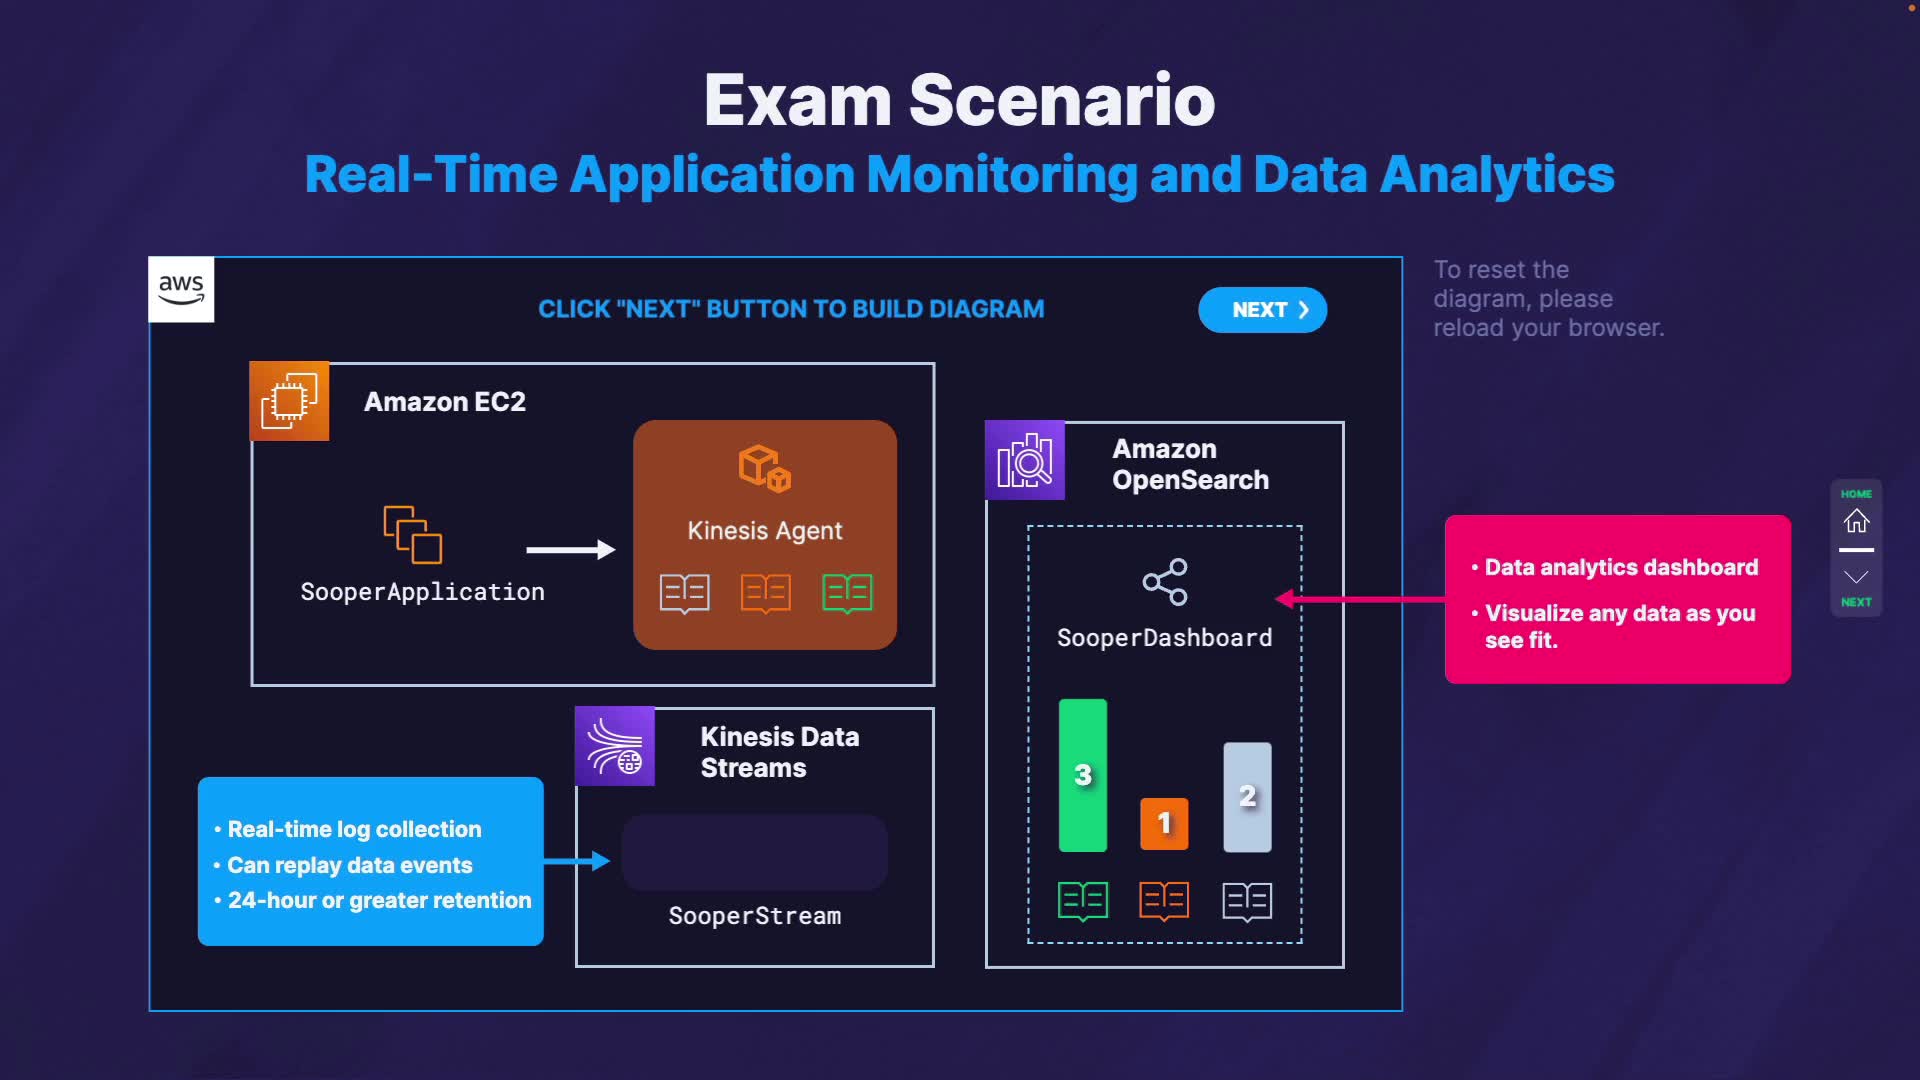 Exam Scenario
Real-Time Application Monitoring and Data Analytics
aws
CLICK "NEXT" BUTTON TO BUILD DIAGRAM
NEXT
To reset the
diagram, please
reload your browser.
Amazon EC2
SooperApplication
Kinesis Agent
Amazon
OpenSearch
SooperDashboard
3
1
2
• Data analytics dashboard
• Visualize any data as you
see fit.
HOME
NEXT
Kinesis Data
Streams
SooperStream
• Real-time log collection
• Can replay data events
• 24-hour or greater retention